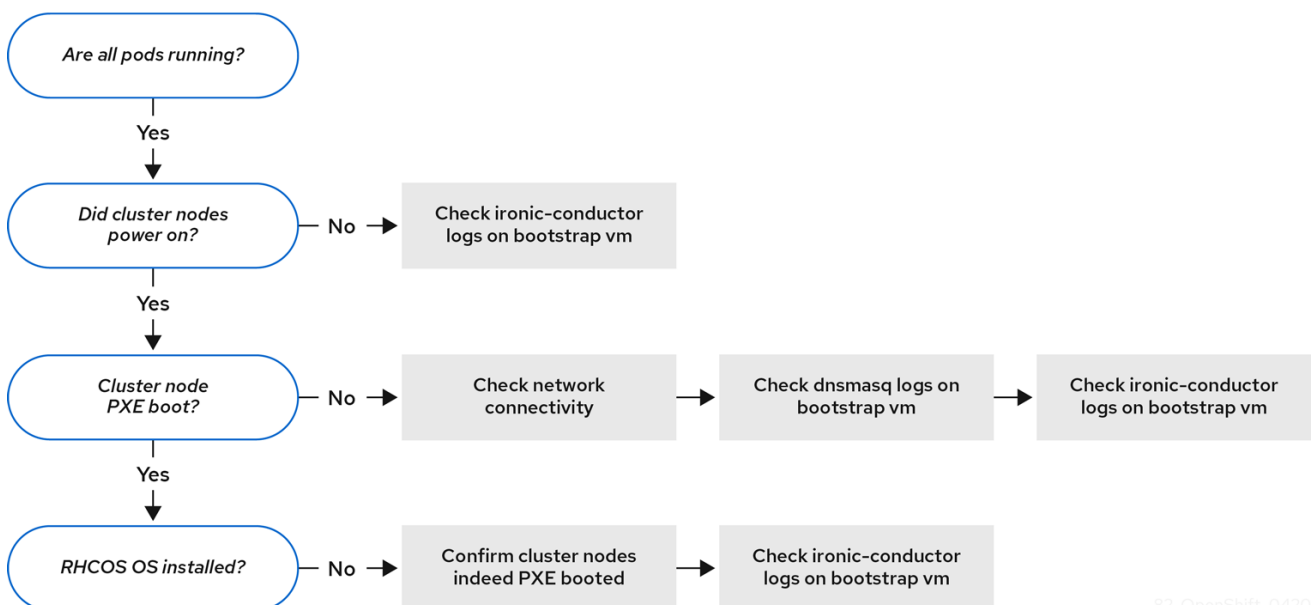 Are all pods running?
Yes
Did cluster nodes
power on?
No
Check ironic-conductor
logs on bootstrap vm
Yes
Cluster node
PXE boot?
No
Check network
connectivity
Check dnsmasq logs on
bootstrap vm
Check ironic-conductor
logs on bootstrap vm
Yes
RHCOS OS installed?
No
Confirm cluster nodes
indeed PXE booted
Check ironic-conductor
logs on bootstrap vm